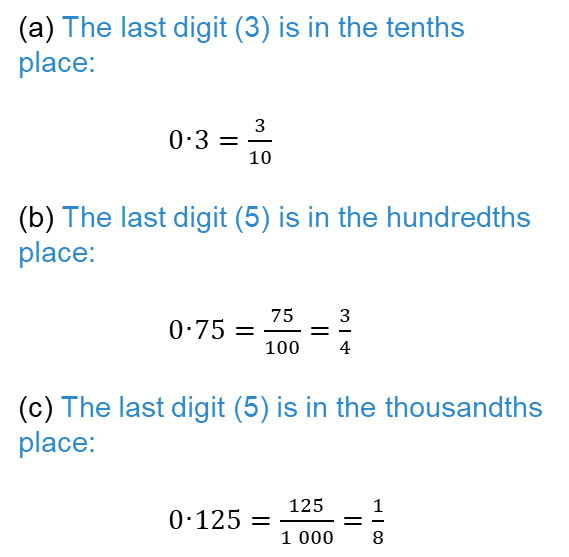 (a) The last digit (3) is in the tenths
place:
0·3 = 3/10
(b) The last digit (5) is in the hundredths
place:
0·75 = 75/100 = 3/4
(c) The last digit (5) is in the thousandths
place:
0·125 = 125/1 000 = 1/8